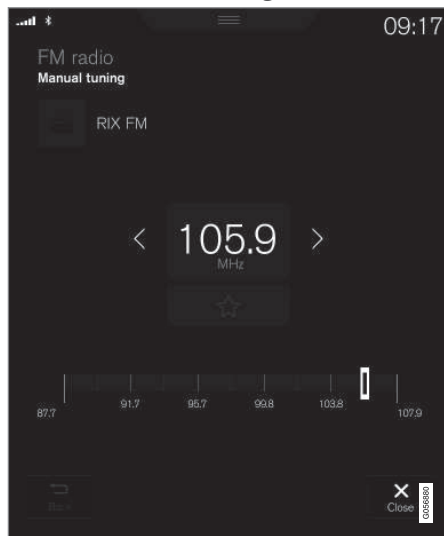 09:17
FM radio
Manual tuning
RIX FM
105.9
MHz
87.7 91.7 95.7 99.8 103.8 107.9
Back
Close
G056880